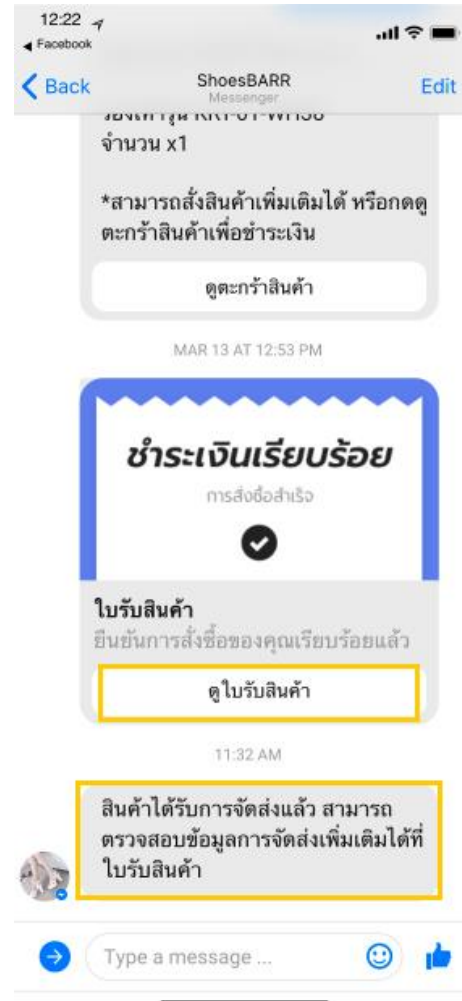 12:22
Facebook
Back
ShoesBARR
Messenger
Edit
จำนวน x1
*สามารถสั่งสินค้าเพิ่มเติมได้ หรือกดดู
ตะกร้าสินค้าเพื่อชำระเงิน
ดูตะกร้าสินค้า
MAR 13 AT 12:53 PM
ชำระเงินเรียบร้อย
การสั่งซื้อสำเร็จ
ใบรับสินค้า
ยืนยันการสั่งซื้อของคุณเรียบร้อยแล้ว
ดูใบรับสินค้า
11:32 AM
สินค้าได้รับการจัดส่งแล้ว สามารถ
ตรวจสอบข้อมูลการจัดส่งเพิ่มเติมได้ที่
ใบรับสินค้า
Type a message ...